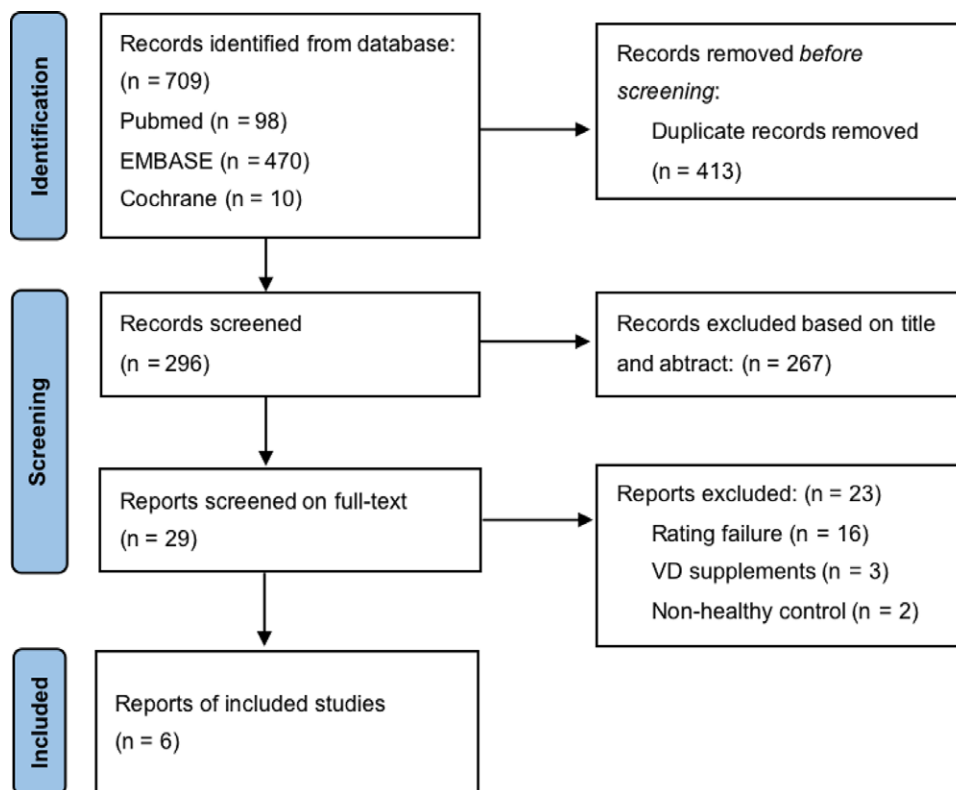 Identification
Records identified from database:
(n = 709)
Pubmed (n = 98)
EMBASE (n = 470)
Cochrane (n = 10)
Records removed before
screening:
Duplicate records removed
(n = 413)
Screening
Records screened
(n = 296)
Records excluded based on title
and abtract: (n = 267)
Reports screened on full-text
(n = 29)
Reports excluded: (n = 23)
Rating failure (n = 16)
VD supplements (n = 3)
Non-healthy control (n = 2)
Included
Reports of included studies
(n = 6)